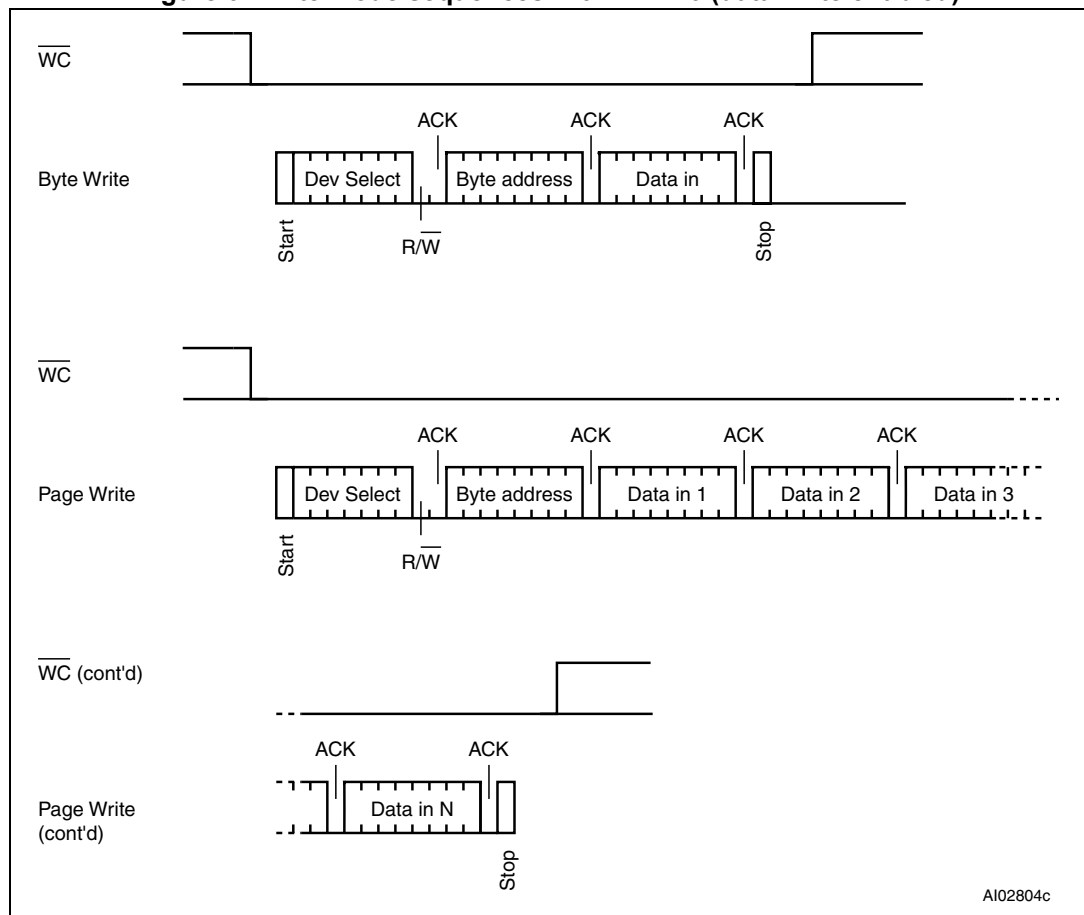 WC
ACK ACK ACK
Byte Write Dev Select Byte address Data in
Start R/W Stop
WC
ACK ACK ACK ACK
Page Write Dev Select Byte address Data in 1 Data in 2 Data in 3
Start R/W
WC (cont'd)
ACK ACK
Page Write Data in N
(cont'd)
Stop
AI02804c